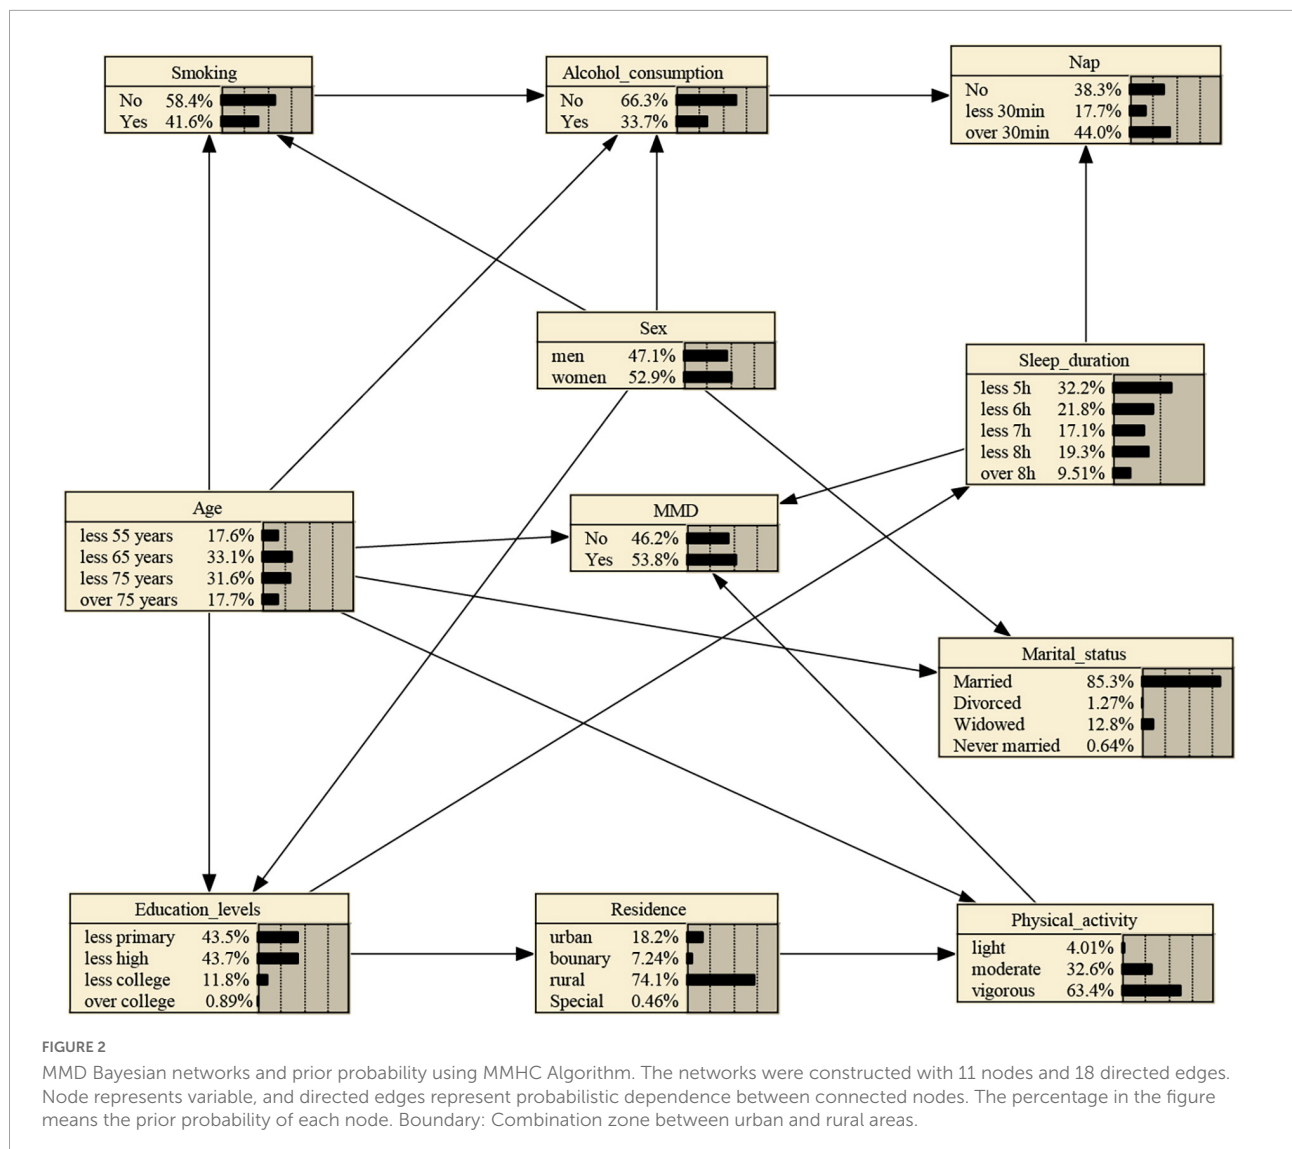 Smoking
No 58.4%
Yes 41.6%
Alcohol_consumption
No 66.3%
Yes 33.7%
Nap
No 38.3%
less 30min 17.7%
over 30min 44.0%
Sex
men 47.1%
women 52.9%
Sleep_duration
less 5h 32.2%
less 6h 21.8%
less 7h 17.1%
less 8h 19.3%
over 8h 9.51%
Age
less 55 years 17.6%
less 65 years 33.1%
less 75 years 31.6%
over 75 years 17.7%
MMD
No 46.2%
Yes 53.8%
Marital_status
Married 85.3%
Divorced 1.27%
Widowed 12.8%
Never married 0.64%
Education_levels
less primary 43.5%
less high 43.7%
less college 11.8%
over college 0.89%
Residence
urban 18.2%
bounary 7.24%
rural 74.1%
Special 0.46%
Physical_activity
light 4.01%
moderate 32.6%
vigorous 63.4%
FIGURE 2
MMD Bayesian networks and prior probability using MMHC Algorithm. The networks were constructed with 11 nodes and 18 directed edges.
Node represents variable, and directed edges represent probabilistic dependence between connected nodes. The percentage in the figure
means the prior probability of each node. Boundary: Combination zone between urban and rural areas.